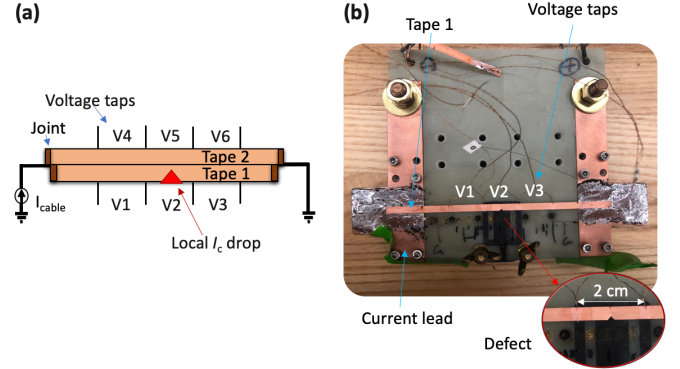 (a)
Voltage taps
Joint
V4 V5 V6
Tape 2
Tape 1
I_cable
V1 V2 V3
Local I_c drop
(b)
Tape 1
Voltage taps
V1 V2 V3
Current lead
2 cm
Defect